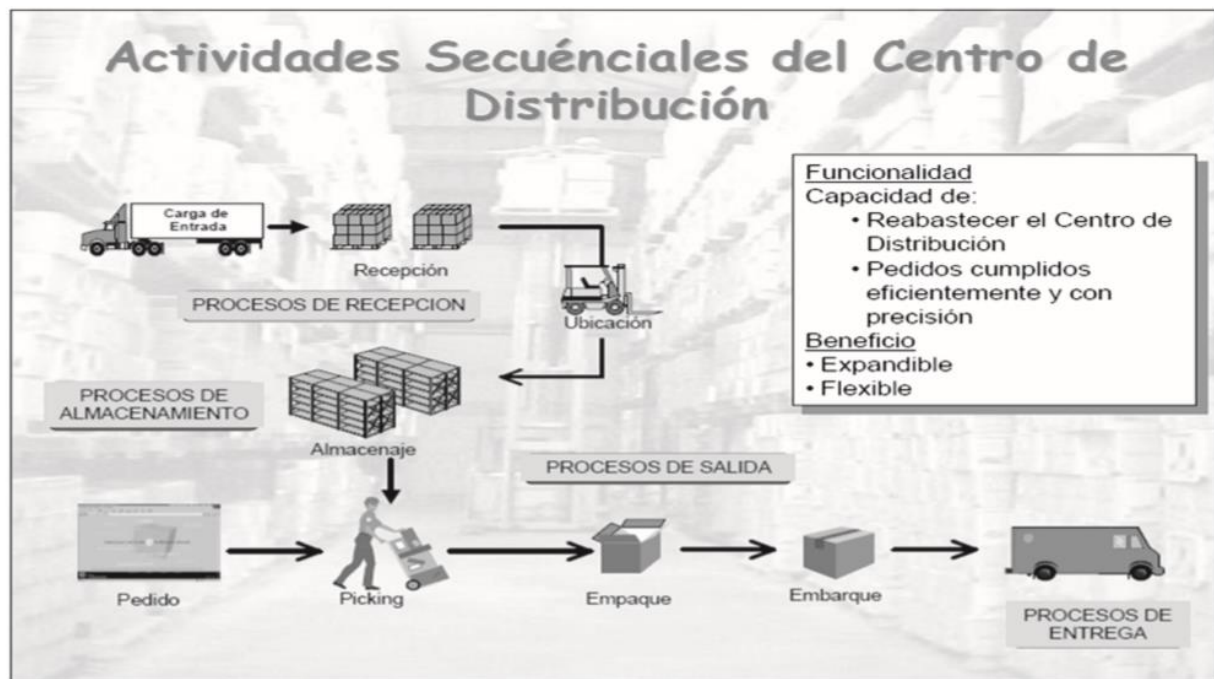 Actividades Secuénciales del Centro de
Distribución
Carga de
Entrada
Recepción
PROCESOS DE RECEPCION
Ubicación
Funcionalidad
Capacidad de:
• Reabastecer el Centro de
Distribución
• Pedidos cumplidos
eficientemente y con
precisión
Beneficio
• Expandible
• Flexible
PROCESOS DE
ALMACENAMIENTO
Almacenaje
PROCESOS DE SALIDA
Pedido
Picking
Empaque
Embarque
PROCESOS DE
ENTREGA